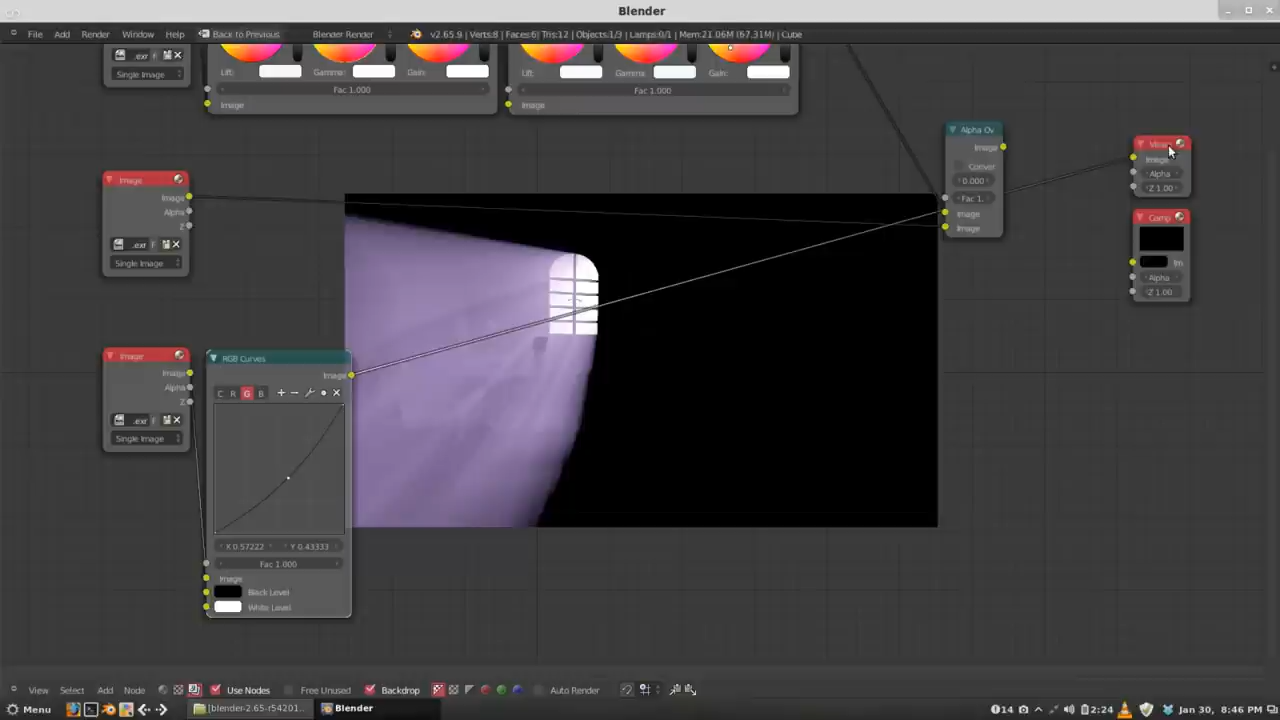 Blender
File Add Render Window Help Back to Previous Blender Render v2.65.9 | Verts:8 | Faces:6 | Tris:12 | Objects:1/3 | Lamps:0/1 | Mem:21.06M (67.31M) | Cube
.exr F
Single Image
Lift: Gamma: Gain:
Fac 1.000
Image
Lift: Gamma: Gain:
Fac 1.000
Image
Alpha Ov
Image
Conver
0.000
Fac 1.
Image
Image
Image
Alpha
Z 1.00
Comp
Im
Alpha
Z 1.00
Image
Image
Alpha
Z
.exr F
Single Image
Image
Image
Alpha
Z
.exr F
Single Image
RGB Curves
Image
C R G B
X 0.57222 Y 0.43333
Fac 1.000
Image
Black Level
White Level
View Select Add Node Use Nodes Free Unused Backdrop Auto Render
Menu [blender-2.65-r54201... Blender 14 2:24 Jan 30, 8:46 PM